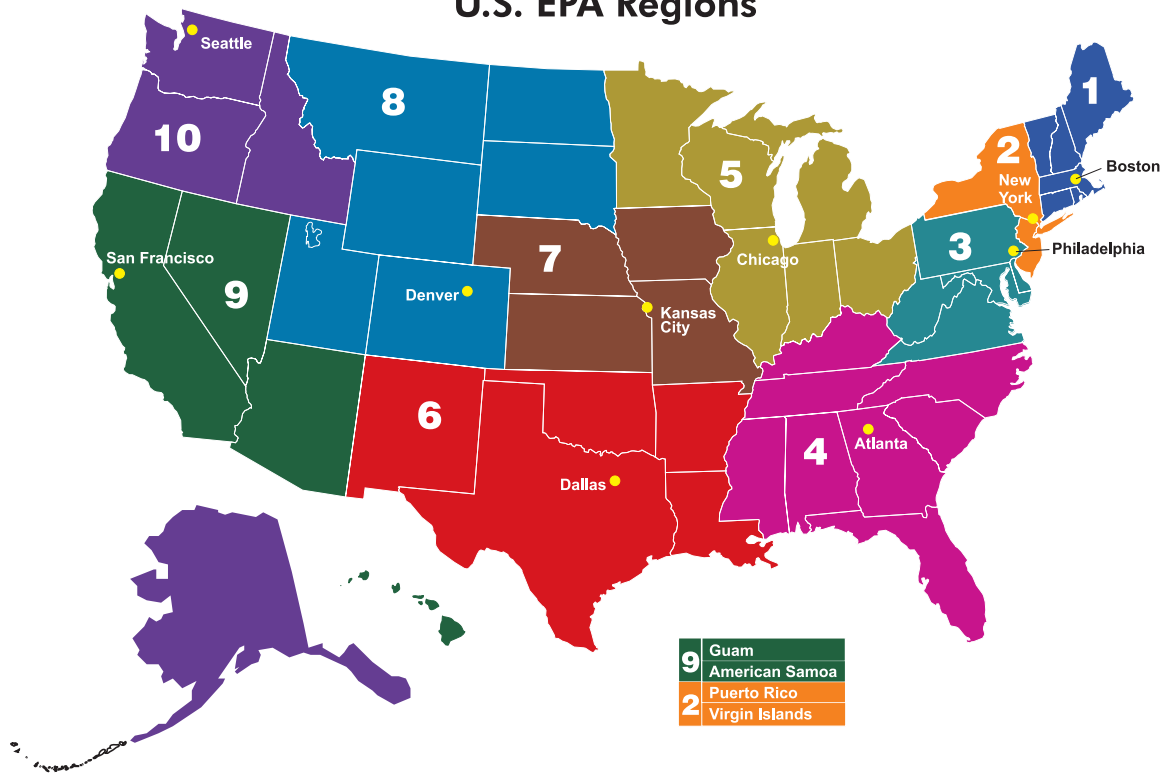 U.S. EPA Regions
Seattle
10
8
5
1
2
New
York
Boston
3
Philadelphia
San Francisco
9
Denver
7
Chicago
Kansas
City
6
4
Atlanta
Dallas
9
Guam
American Samoa
2
Puerto Rico
Virgin Islands